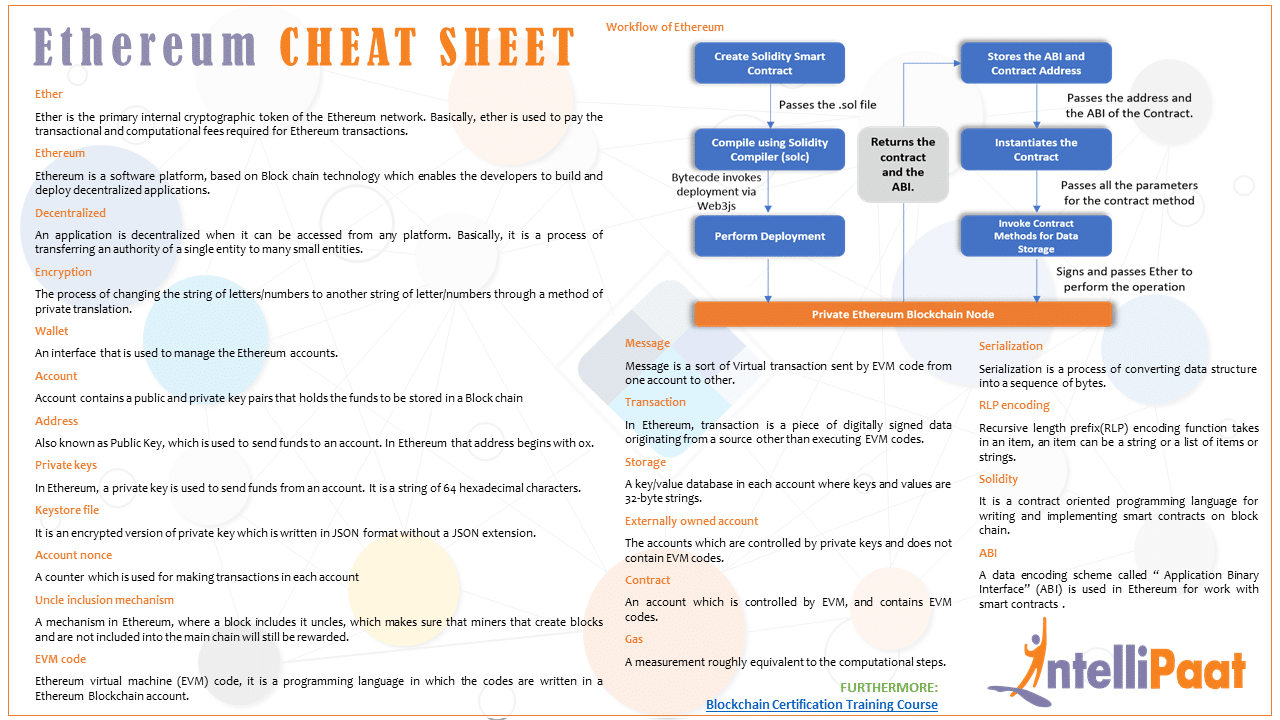 Ethereum CHEAT SHEET
Ether
Ether is the primary internal cryptographic token of the Ethereum network. Basically, ether is used to pay the
transactional and computational fees required for Ethereum transactions.
Ethereum
Ethereum is a software platform, based on Block chain technology which enables the developers to build and
deploy decentralized applications.
Decentralized
An application is decentralized when it can be accessed from any platform. Basically, it is a process of
transferring an authority of a single entity to many small entities.
Encryption
The process of changing the string of letters/numbers to another string of letter/numbers through a method of
private translation.
Wallet
An interface that is used to manage the Ethereum accounts.
Account
Account contains a public and private key pairs that holds the funds to be stored in a Block chain
Address
Also known as Public Key, which is used to send funds to an account. In Ethereum that address begins with ox.
Private keys
In Ethereum, a private key is used to send funds from an account. It is a string of 64 hexadecimal characters.
Keystore file
It is an encrypted version of private key which is written in JSON format without a JSON extension.
Account nonce
A counter which is used for making transactions in each account
Uncle inclusion mechanism
A mechanism in Ethereum, where a block includes it uncles, which makes sure that miners that create blocks
and are not included into the main chain will still be rewarded.
EVM code
Ethereum virtual machine (EVM) code, it is a programming language in which the codes are written in a
Ethereum Blockchain account.
Workflow of Ethereum
Create Solidity Smart
Contract
Passes the .sol file
Compile using Solidity
Compiler (solc)
Bytecode invokes
deployment via
Web3js
Perform Deployment
Returns the
contract
and the
ABI.
Stores the ABI and
Contract Address
Passes the address and
the ABI of the Contract.
Instantiates the
Contract
Passes all the parameters
for the contract method
Invoke Contract
Methods for Data
Storage
Signs and passes Ether to
perform the operation
Private Ethereum Blockchain Node
Message
Message is a sort of Virtual transaction sent by EVM code from
one account to other.
Transaction
In Ethereum, transaction is a piece of digitally signed data
originating from a source other than executing EVM codes.
Storage
A key/value database in each account where keys and values are
32-byte strings.
Externally owned account
The accounts which are controlled by private keys and does not
contain EVM codes.
Contract
An account which is controlled by EVM, and contains EVM
codes.
Gas
A measurement roughly equivalent to the computational steps.
FURTHERMORE:
Blockchain Certification Training Course
Serialization
Serialization is a process of converting data structure
into a sequence of bytes.
RLP encoding
Recursive length prefix(RLP) encoding function takes
in an item, an item can be a string or a list of items or
strings.
Solidity
It is a contract oriented programming language for
writing and implementing smart contracts on block
chain.
ABI
A data encoding scheme called “ Application Binary
Interface” (ABI) is used in Ethereum for work with
smart contracts .
IntelliPaat